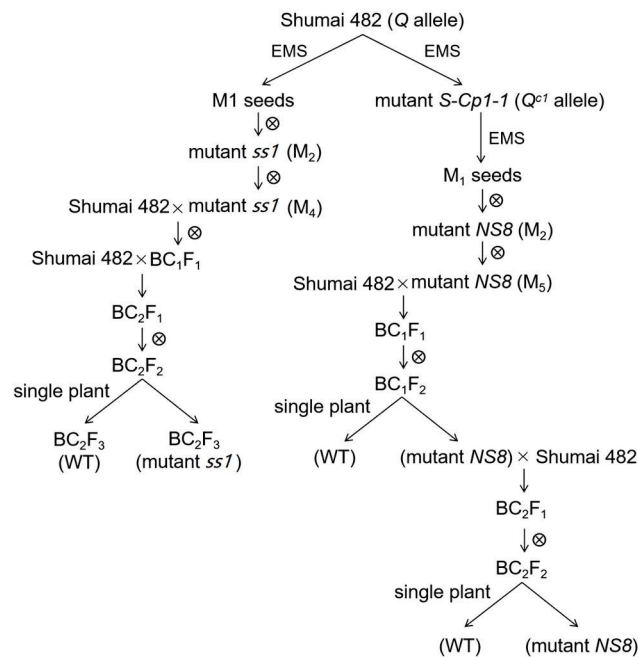 Shumai 482 (Q allele)
EMS EMS
M1 seeds
mutant S-Cp1-1 (Qᶜ¹ allele)
⊗
EMS
mutant ss1 (M₂)
⊗
M₁ seeds
⊗
Shumai 482 × mutant ss1 (M₄)
mutant NS8 (M₂)
⊗
⊗
Shumai 482 × BC₁F₁
Shumai 482 × mutant NS8 (M₅)
BC₂F₁
BC₁F₁
⊗
⊗
BC₂F₂
BC₁F₂
single plant
single plant
BC₂F₃ BC₂F₃
(WT) (mutant ss1)
(WT) (mutant NS8) × Shumai 482
BC₂F₁
⊗
BC₂F₂
single plant
(WT) (mutant NS8)